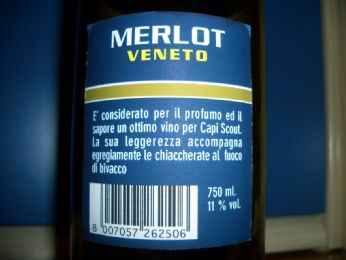 MERLOT
VENETO
E' considerato per il profumo ed il
sapore un ottimo vino per Capi Scout.
La sua leggerezza accompagna
egregiamente le chiaccherate al fuoco
di bivacco
750 ml.
11 % vol.
8 007057 262506